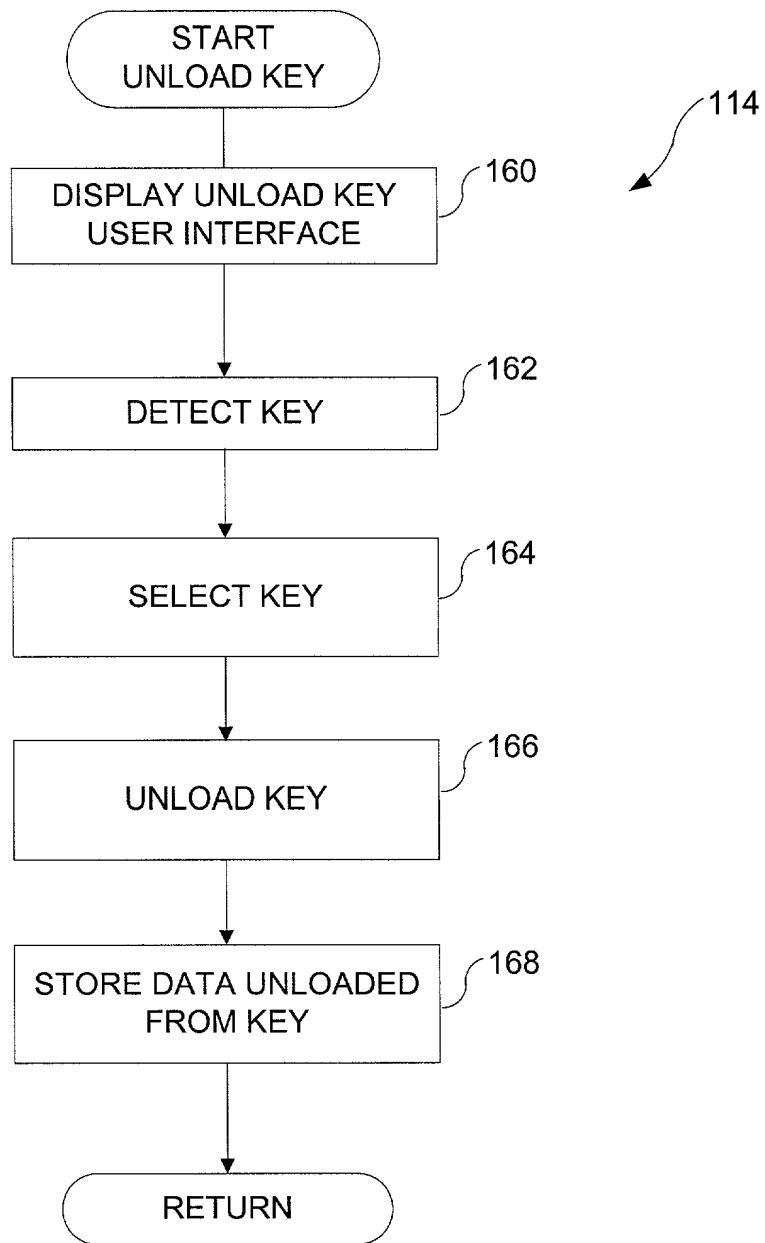 START
UNLOAD KEY
114
DISPLAY UNLOAD KEY
USER INTERFACE
160
DETECT KEY
162
SELECT KEY
164
UNLOAD KEY
166
STORE DATA UNLOADED
FROM KEY
168
RETURN